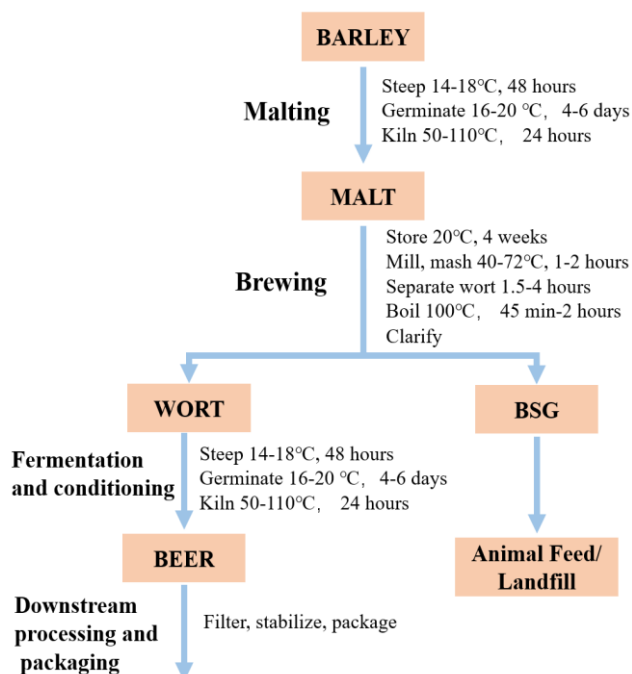 BARLEY
Malting
Steep 14-18℃, 48 hours
Germinate 16-20 ℃, 4-6 days
Kiln 50-110℃, 24 hours
MALT
Brewing
Store 20℃, 4 weeks
Mill, mash 40-72℃, 1-2 hours
Separate wort 1.5-4 hours
Boil 100℃, 45 min-2 hours
Clarify
WORT
BSG
Fermentation
and conditioning
Steep 14-18℃, 48 hours
Germinate 16-20 ℃, 4-6 days
Kiln 50-110℃, 24 hours
BEER
Animal Feed/
Landfill
Downstream
processing and
packaging
Filter, stabilize, package